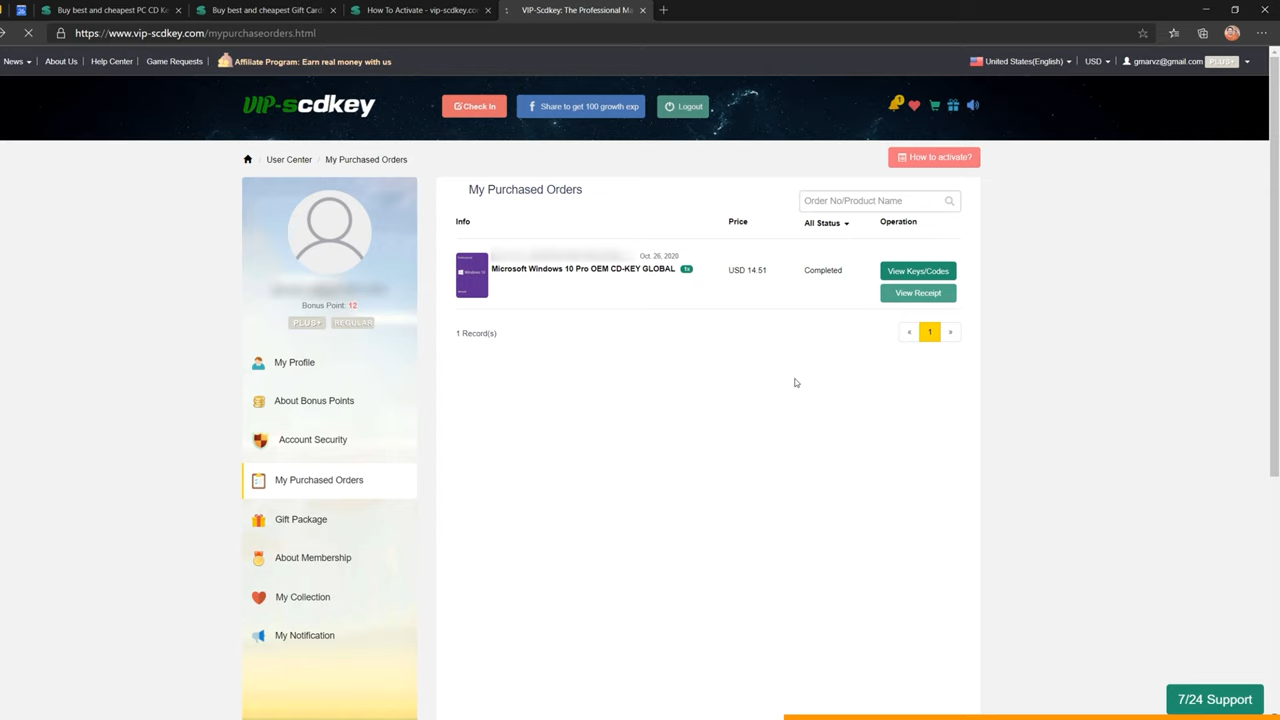 Buy best and cheapest PC CD K
Buy best and cheapest Gift Card
How To Activate - vip-scdkey.co
VIP-Scdkey: The Professional Ma
https://www.vip-scdkey.com/mypurchaseorders.html
News
About Us
Help Center
Game Requests
Affiliate Program: Earn real money with us
United States(English)
USD
gmarvz@gmail.com
PLUS+
VIP-scdkey
Check In
Share to get 100 growth exp
Logout
1
User Center / My Purchased Orders
How to activate?
My Purchased Orders
Order No/Product Name
Info
Price
All Status
Operation
Oct. 26, 2020
Microsoft Windows 10 Pro OEM CD-KEY GLOBAL
1x
USD 14.51
Completed
View Keys/Codes
View Receipt
1 Record(s)
« 1 »
Bonus Point: 12
PLUS+
REGULAR
My Profile
About Bonus Points
Account Security
My Purchased Orders
Gift Package
About Membership
My Collection
My Notification
7/24 Support